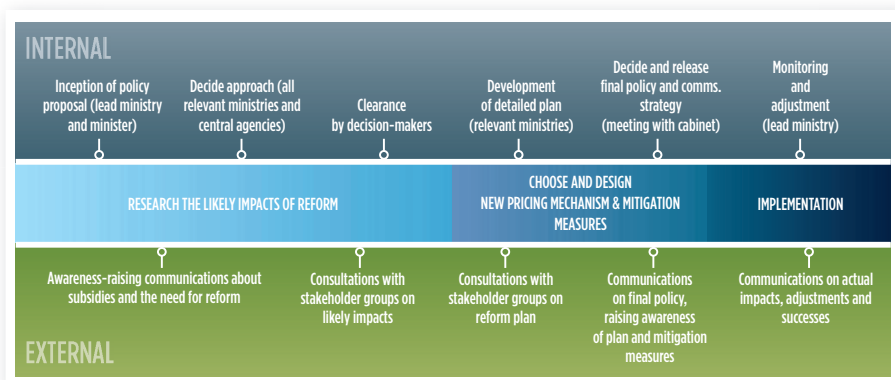 INTERNAL
Inception of policy
proposal (lead ministry
and minister)
Decide approach (all
relevant ministries and
central agencies)
Clearance
by decision-makers
Development
of detailed plan
(relevant ministries)
Decide and release
final policy and comms.
strategy
(meeting with cabinet)
Monitoring
and
adjustment
(lead ministry)
RESEARCH THE LIKELY IMPACTS OF REFORM
CHOOSE AND DESIGN
NEW PRICING MECHANISM & MITIGATION
MEASURES
IMPLEMENTATION
Awareness-raising communications about
subsidies and the need for reform
Consultations with
stakeholder groups on
likely impacts
Consultations with
stakeholder groups on
reform plan
Communications
on final policy,
raising awareness
of plan and mitigation
measures
Communications on actual
impacts, adjustments and
successes
EXTERNAL